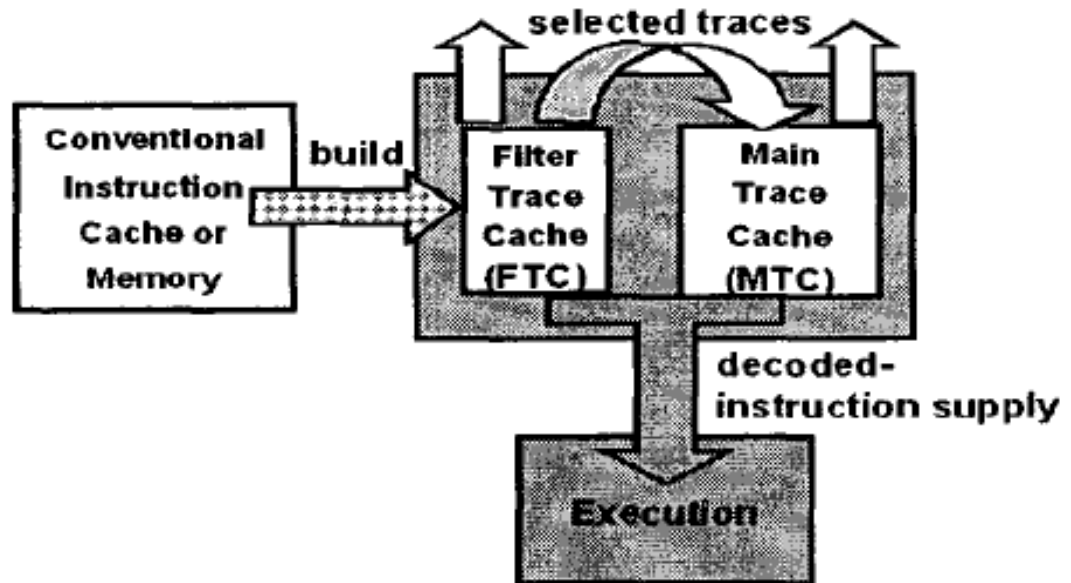 selected traces
Conventional
Instruction
Cache or
Memory
build
Filter
Trace
Cache
(FTC)
Main
Trace
Cache
(MTC)
decoded-
instruction supply
Execution